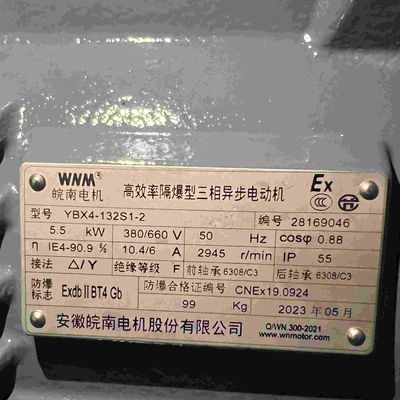 WNM® 皖南电机 高效率隔爆型三相异步电动机 Ex
型号 YBX4-132S1-2 编号 28169046
5.5 kW 380/660 V 50 Hz cosφ 0.88
η IE4-90.9 % 10.4/6 A 2945 r/min IP 55
接法 △/Y 绝缘等级 F 前轴承 6308/C3 后轴承 6308/C3
防爆标志 ExdbⅡBT4 Gb 防爆合格证编号 CNEx19.0924
99 Kg 2023 年 05 月
安徽皖南电机股份有限公司 Q/WN 300-2021
www.wnmotor.com